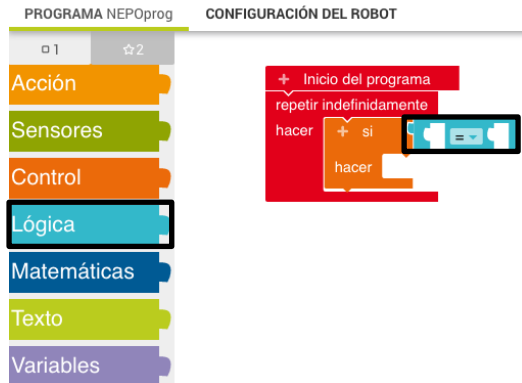 PROGRAMA NEPOprog CONFIGURACIÓN DEL ROBOT
1 2
Acción
Sensores
Control
Lógica
Matemáticas
Texto
Variables
+ Inicio del programa
repetir indefinidamente
hacer + si = 
hacer